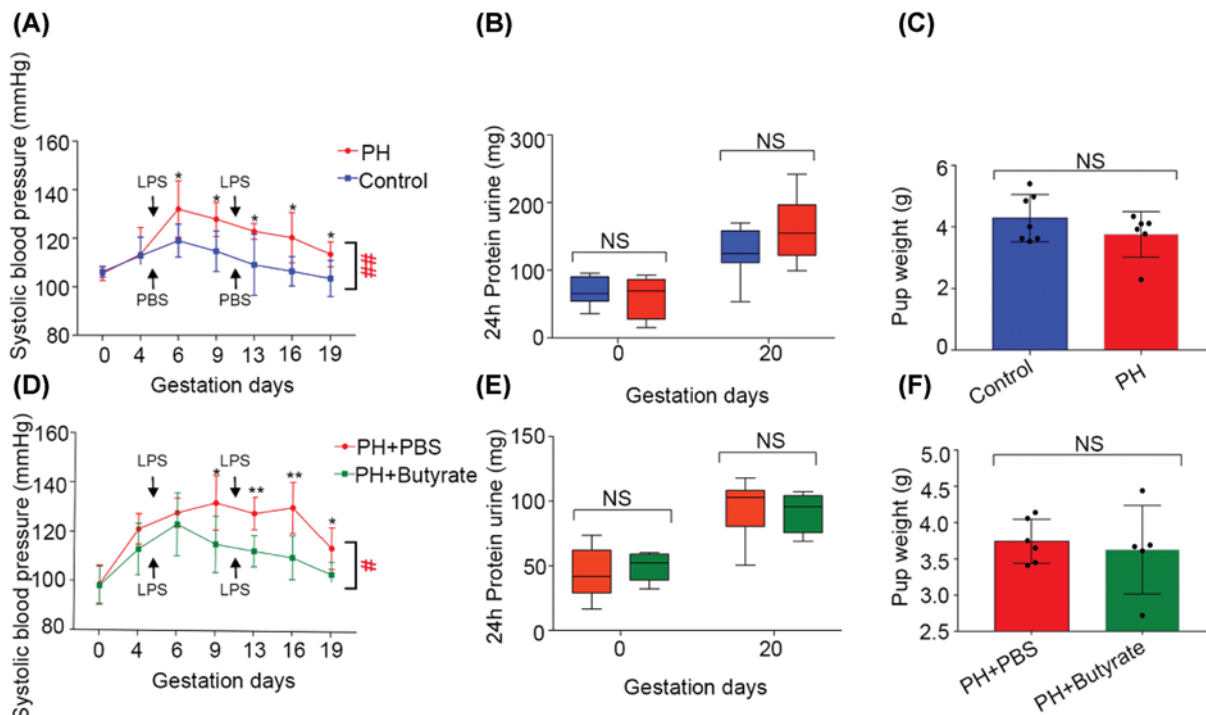 (A)
Systolic blood pressure (mmHg)
160
140
120
100
80
PH
Control
LPS
LPS
*
*
*
*
*
PBS
PBS
##
0 4 6 9 13 16 19
Gestation days
(B)
24h Protein urine (mg)
300
200
100
0
NS
NS
0 20
Gestation days
(C)
Pup weight (g)
6
4
2
0
NS
Control
PH
(D)
Systolic blood pressure (mmHg)
160
140
120
100
80
PH+PBS
PH+Butyrate
LPS
LPS
*
**
**
*
LPS
LPS
#
0 4 6 9 13 16 19
Gestation days
(E)
24h Protein urine (mg)
150
100
50
0
NS
NS
0 20
Gestation days
(F)
Pup weight (g)
5.0
4.5
4.0
3.5
3.0
2.5
NS
PH+PBS
PH+Butyrate